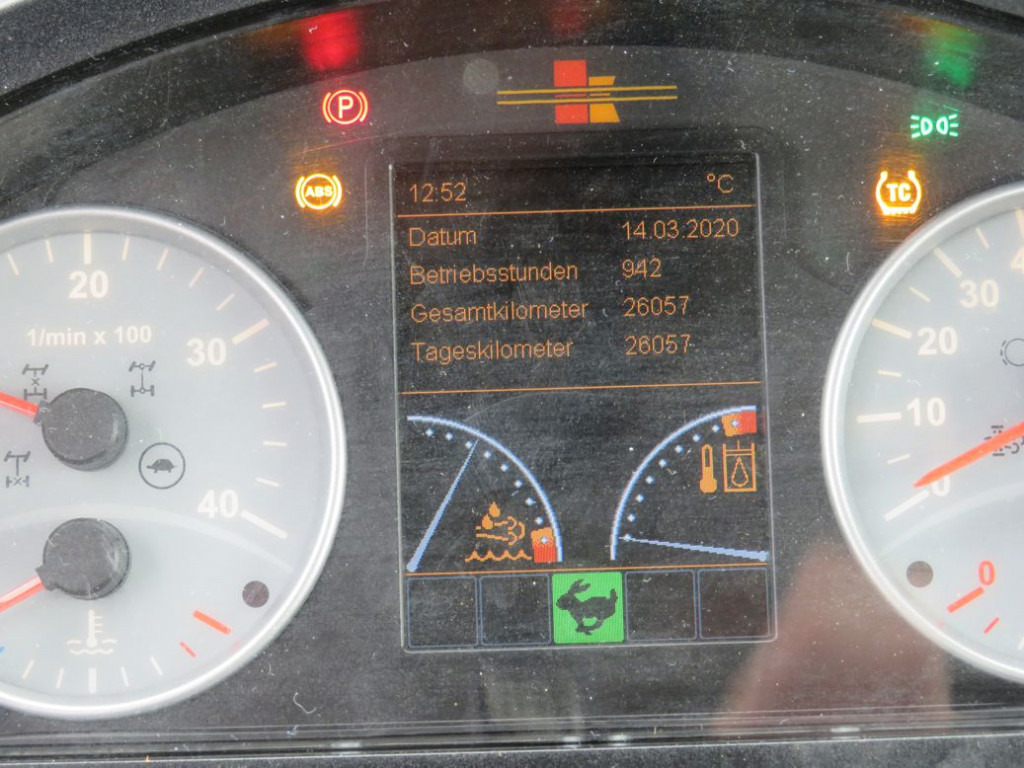 P
ABS
TC
12:52 °C
Datum 14.03.2020
Betriebsstunden 942
Gesamtkilometer 26057
Tageskilometer 26057
20
1/min x 100
30
40
30
20
10
0
0